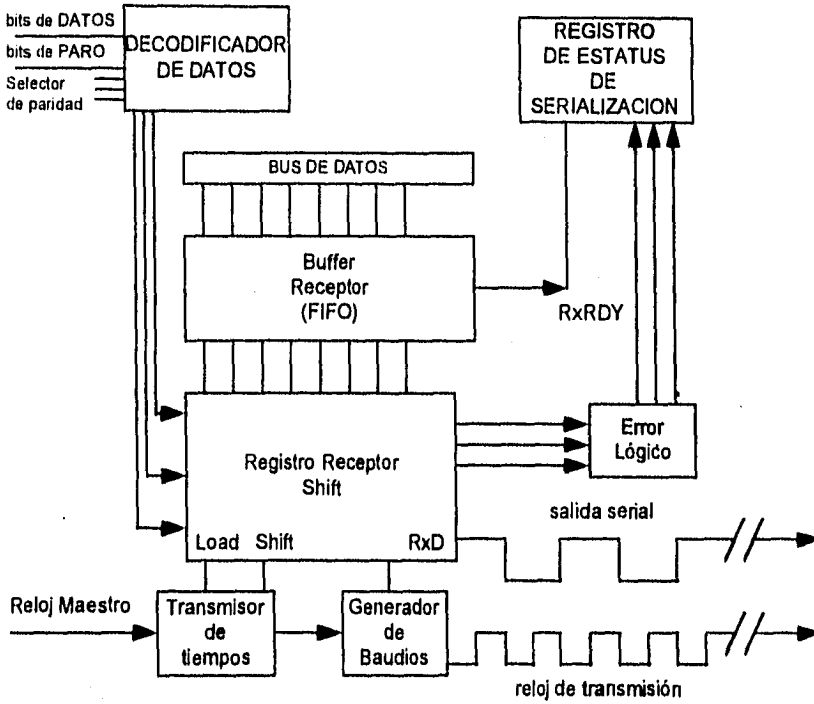 bits de DATOS
bits de PARO
Selector
de paridad
DECODIFICADOR
DE DATOS
REGISTRO
DE ESTATUS
DE
SERIALIZACION
BUS DE DATOS
Buffer
Receptor
(FIFO)
RxRDY
Registro Receptor
Shift
Load Shift RxD
Error
Lógico
salida serial
Reloj Maestro
Transmisor
de
tiempos
Generador
de
Baudios
reloj de transmisión